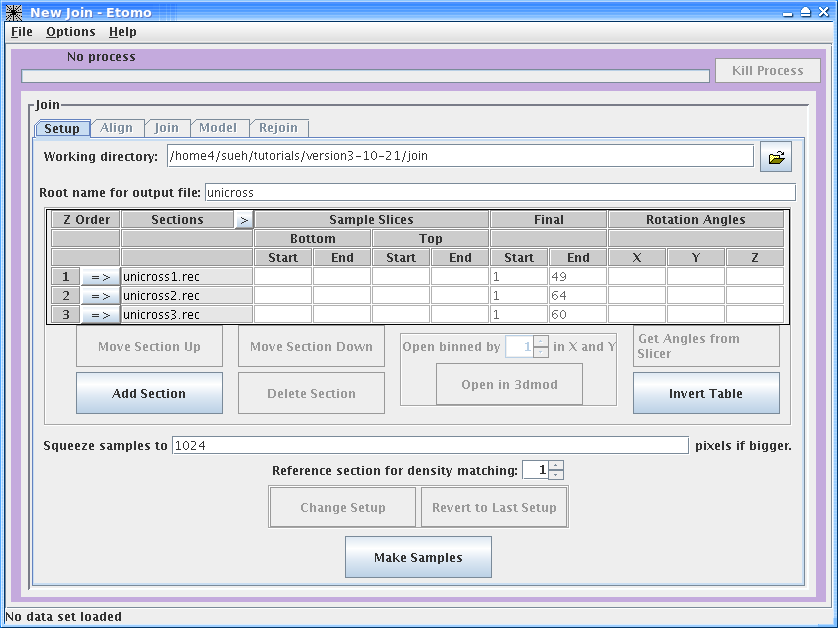 New Join - Etomo
File Options Help
No process
Kill Process
Join
Setup Align Join Model Rejoin
Working directory: /home4/sueh/tutorials/version3-10-21/join
Root name for output file: unicross
Z Order Sections > Sample Slices Final Rotation Angles
Bottom Top
Start End Start End Start End X Y Z
1 => unicross1.rec 1 49
2 => unicross2.rec 1 64
3 => unicross3.rec 1 60
Move Section Up Move Section Down Open binned by 1 in X and Y Get Angles from Slicer
Add Section Delete Section Open in 3dmod Invert Table
Squeeze samples to 1024 pixels if bigger.
Reference section for density matching: 1
Change Setup Revert to Last Setup
Make Samples
No data set loaded